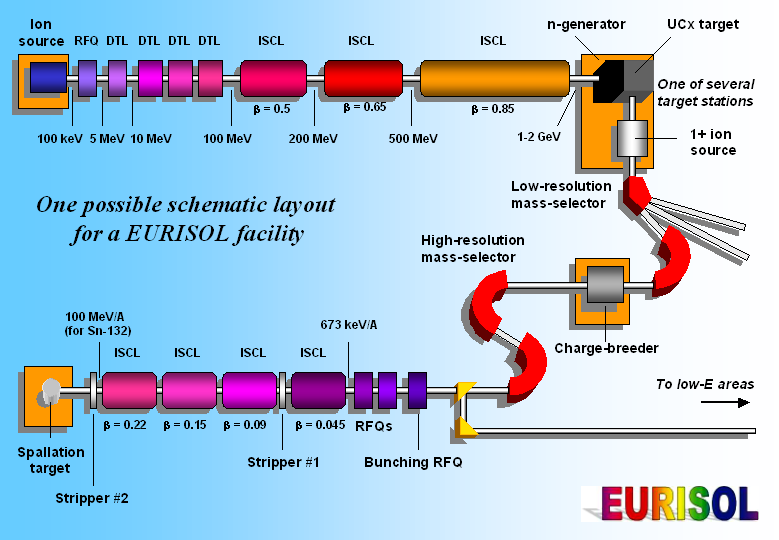 Ion
source
RFQ
DTL
DTL
DTL
DTL
ISCL
ISCL
ISCL
n-generator
UCx target
β = 0.5
β = 0.65
β = 0.85
One of several
target stations
100 keV
5 MeV
10 MeV
100 MeV
200 MeV
500 MeV
1-2 GeV
1+ ion
source
Low-resolution
mass-selector
One possible schematic layout
for a EURISOL facility
High-resolution
mass-selector
Charge-breeder
100 MeV/A
(for Sn-132)
673 keV/A
ISCL
ISCL
ISCL
ISCL
To low-E areas
β = 0.22
β = 0.15
β = 0.09
β = 0.045
RFQs
Spallation
target
Stripper #1
Bunching RFQ
Stripper #2
EURISOL